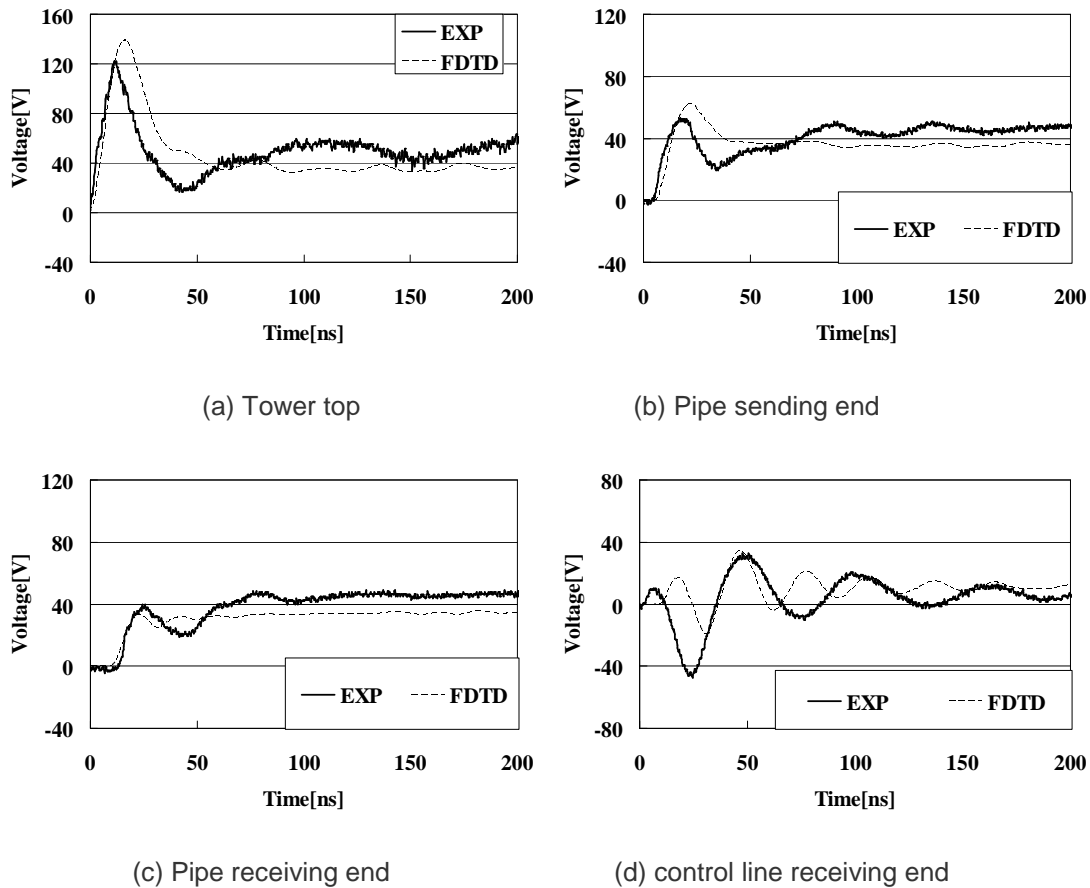 160
120
80
40
0
-40
Voltage[V]
EXP
FDTD
0 50 100 150 200
Time[ns]
(a) Tower top
120
80
40
0
-40
Voltage[V]
EXP FDTD
0 50 100 150 200
Time[ns]
(b) Pipe sending end
120
80
40
0
-40
Voltage[V]
EXP FDTD
0 50 100 150 200
Time[ns]
(c) Pipe receiving end
80
40
0
-40
-80
Voltage[V]
EXP FDTD
0 50 100 150 200
Time[ns]
(d) control line receiving end